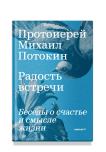 Протоиерей
Михаил
Потокин
Радость
встречи
Беседы о счастье
и смысле
жизни